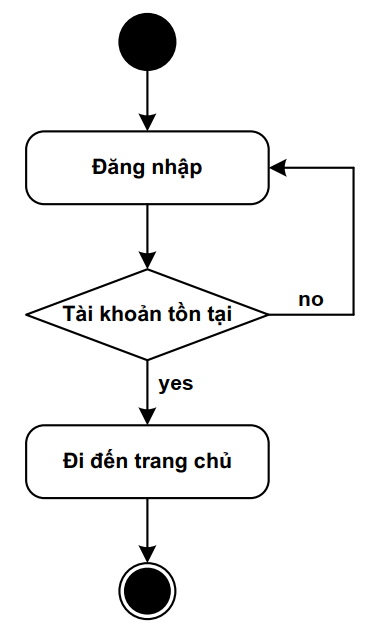 Đăng nhập
Tài khoản tồn tại
no
yes
Đi đến trang chủ